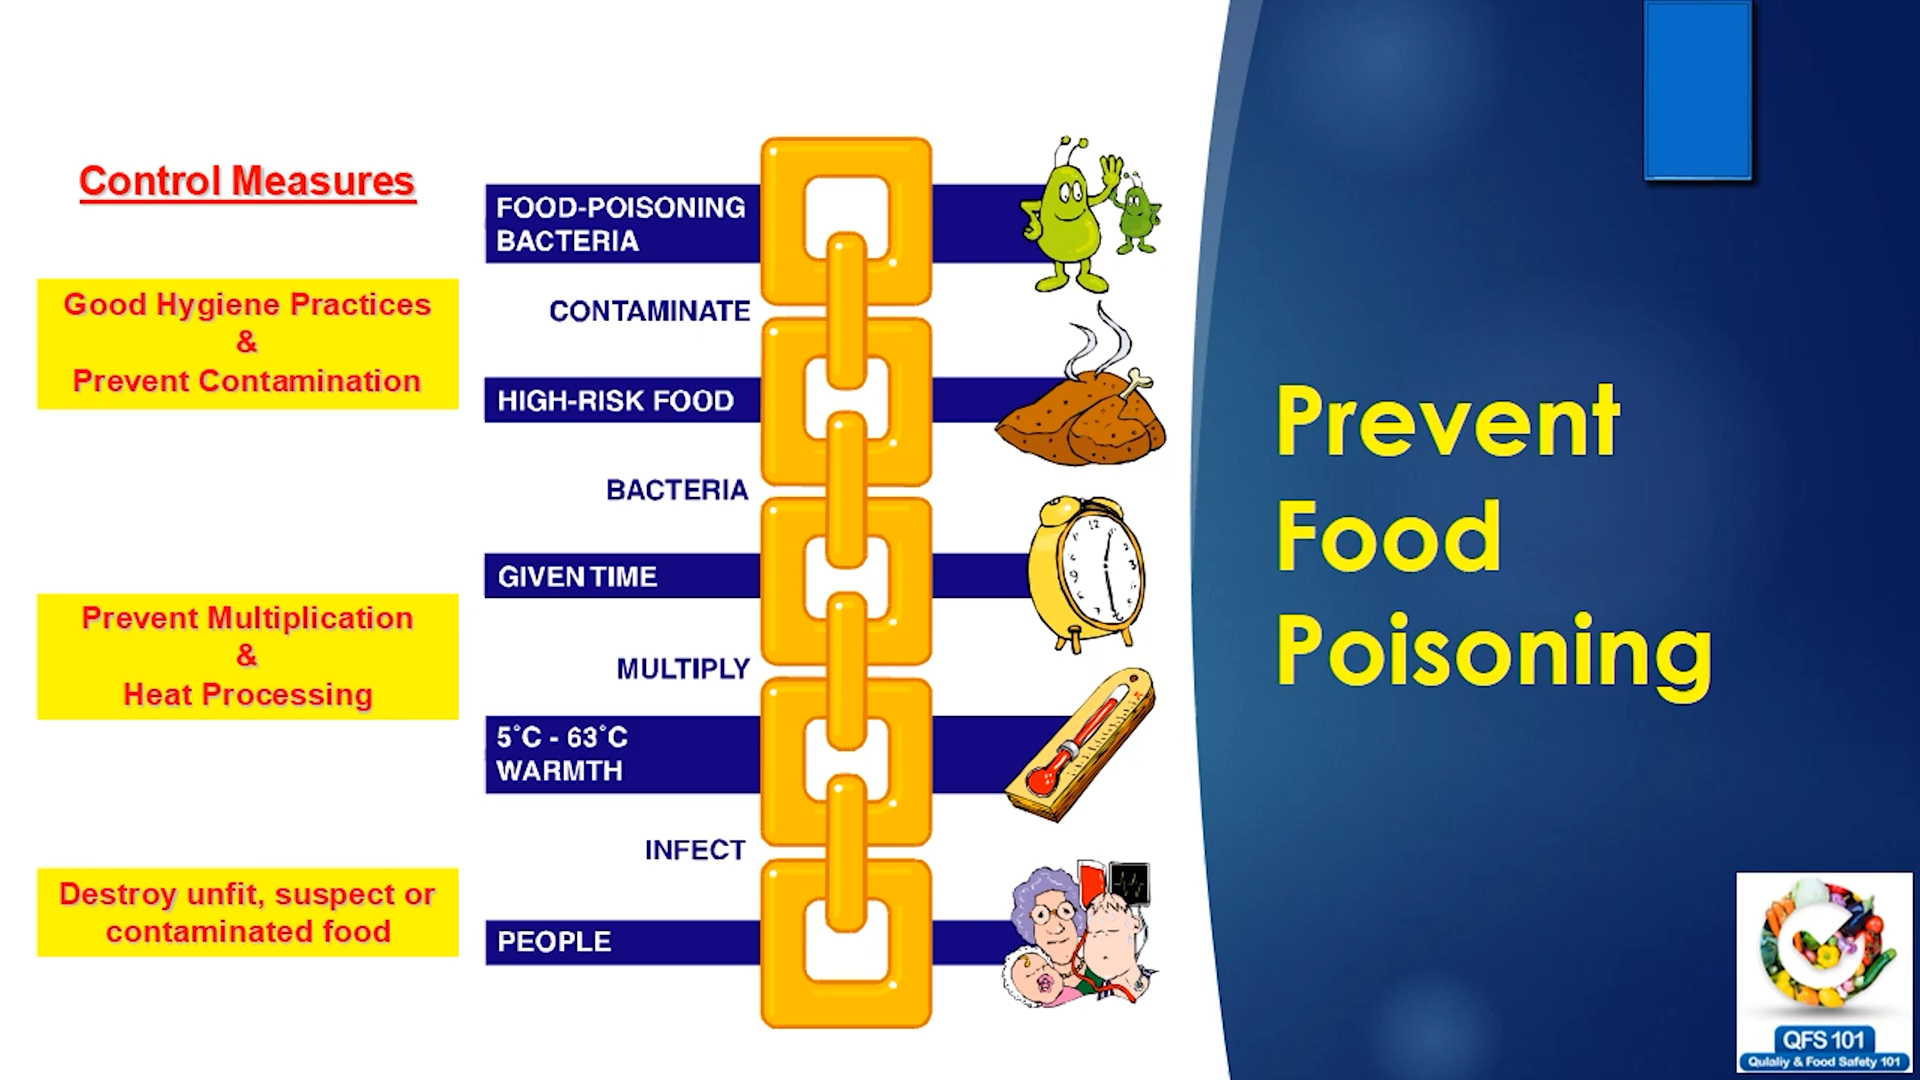 Control Measures
Good Hygiene Practices
&
Prevent Contamination
Prevent Multiplication
&
Heat Processing
Destroy unfit, suspect or
contaminated food
FOOD-POISONING
BACTERIA
CONTAMINATE
HIGH-RISK FOOD
BACTERIA
GIVEN TIME
MULTIPLY
5°C - 63°C
WARMTH
INFECT
PEOPLE
Prevent
Food
Poisoning
QFS 101
Qulaliy & Food Safety 101